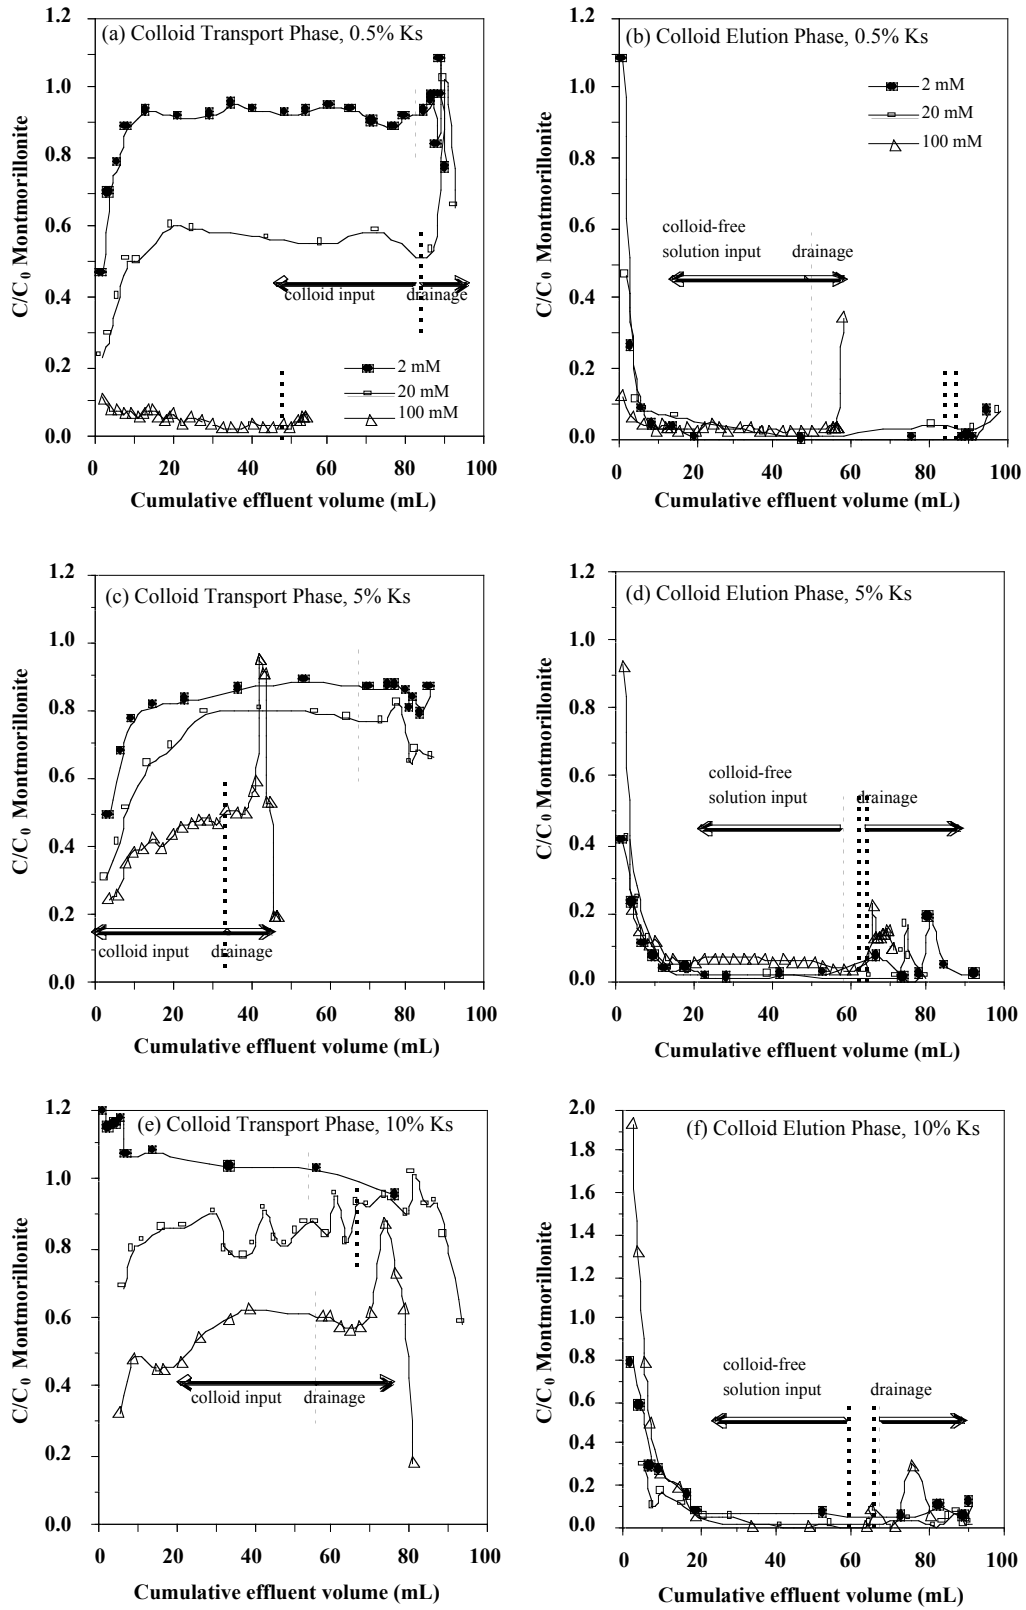 (a) Colloid Transport Phase, 0.5% Ks
C/C0 Montmorillonite
1.2
1.0
0.8
0.6
0.4
0.2
0.0
colloid input
drainage
2 mM
20 mM
100 mM
0 20 40 60 80 100
Cumulative effluent volume (mL)
(b) Colloid Elution Phase, 0.5% Ks
C/C0 Montmorillonite
1.2
1.0
0.8
0.6
0.4
0.2
0.0
2 mM
20 mM
100 mM
colloid-free
solution input
drainage
0 20 40 60 80 100
Cumulative effluent volume (mL)
(c) Colloid Transport Phase, 5% Ks
C/C0 Montmorillonite
1.2
1.0
0.8
0.6
0.4
0.2
0.0
colloid input
drainage
0 20 40 60 80 100
Cumulative effluent volume (mL)
(d) Colloid Elution Phase, 5% Ks
C/C0 Montmorillonite
1.2
1.0
0.8
0.6
0.4
0.2
0.0
colloid-free
solution input
drainage
0 20 40 60 80 100
Cumulative effluent volume (mL)
(e) Colloid Transport Phase, 10% Ks
C/C0 Montmorillonite
1.2
1.0
0.8
0.6
0.4
0.2
0.0
colloid input
drainage
0 20 40 60 80 100
Cumulative effluent volume (mL)
(f) Colloid Elution Phase, 10% Ks
C/C0 Montmorillonite
2.0
1.8
1.6
1.4
1.2
1.0
0.8
0.6
0.4
0.2
0.0
colloid-free
solution input
drainage
0 20 40 60 80 100
Cumulative effluent volume (mL)